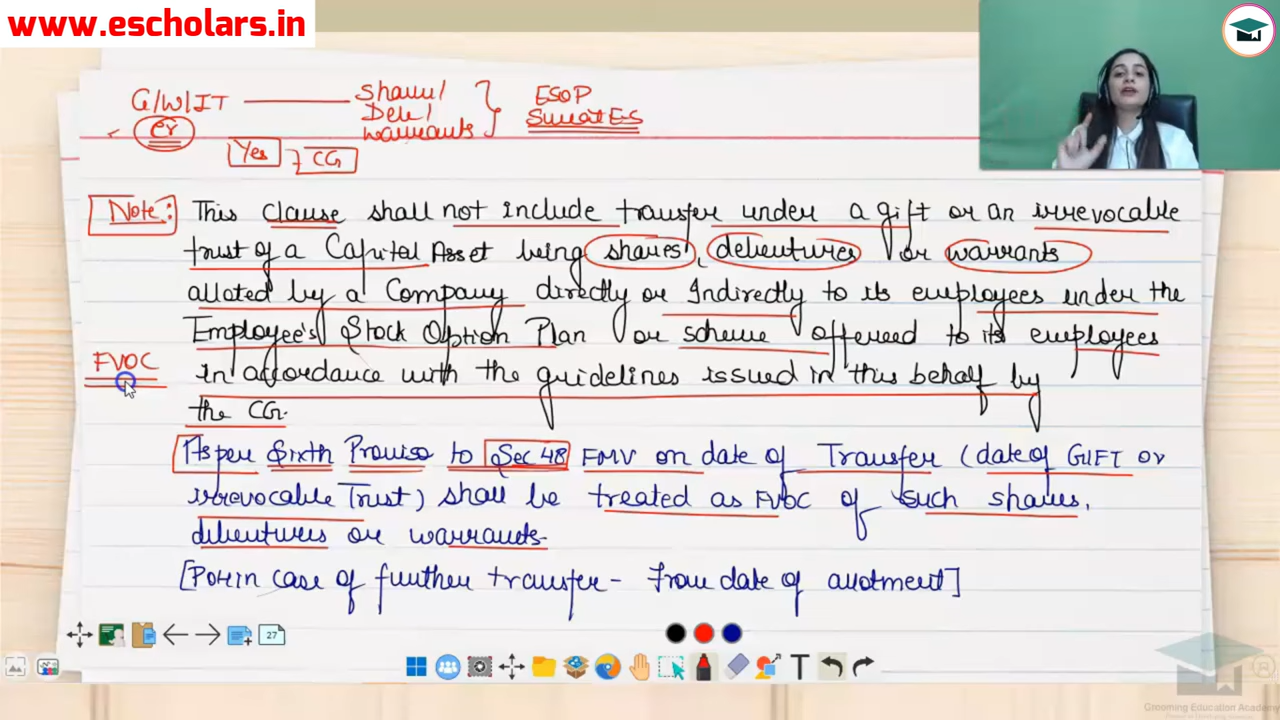 www.escholars.in
G/W/IT
Shares/
Deb/
warrants
ESOP
Sweat E.S
er
Yes
CG
Note:
This clause shall not include transfer under a gift or an irrevocable
trust of a Capital Asset being shares, debentures or warrants
alloted by a Company directly or Indirectly to its employees under the
Employee's Stock Option Plan or scheme offered to its employees
FVOC
in accordance with the guidelines issued in this behalf by
the CG.
As per Sixth Proviso to Sec 48 FMV on date of Transfer (date of GIFT or
irrevocable Trust) shall be treated as FVOC of such shares,
debentures or warrants.
[POH in case of further transfer - from date of allotment]
27
T
Grooming Education Academy